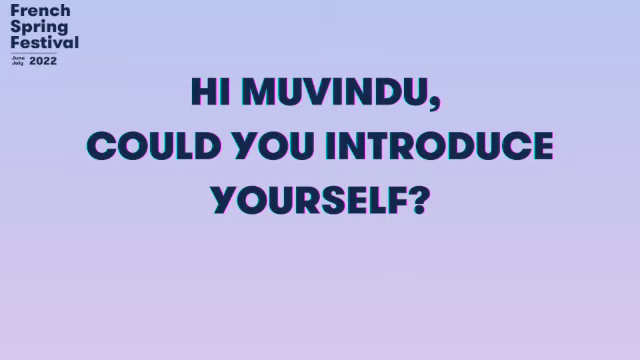 French
Spring
Festival
June
July 2022
HI MUVINDU,
COULD YOU INTRODUCE
YOURSELF?